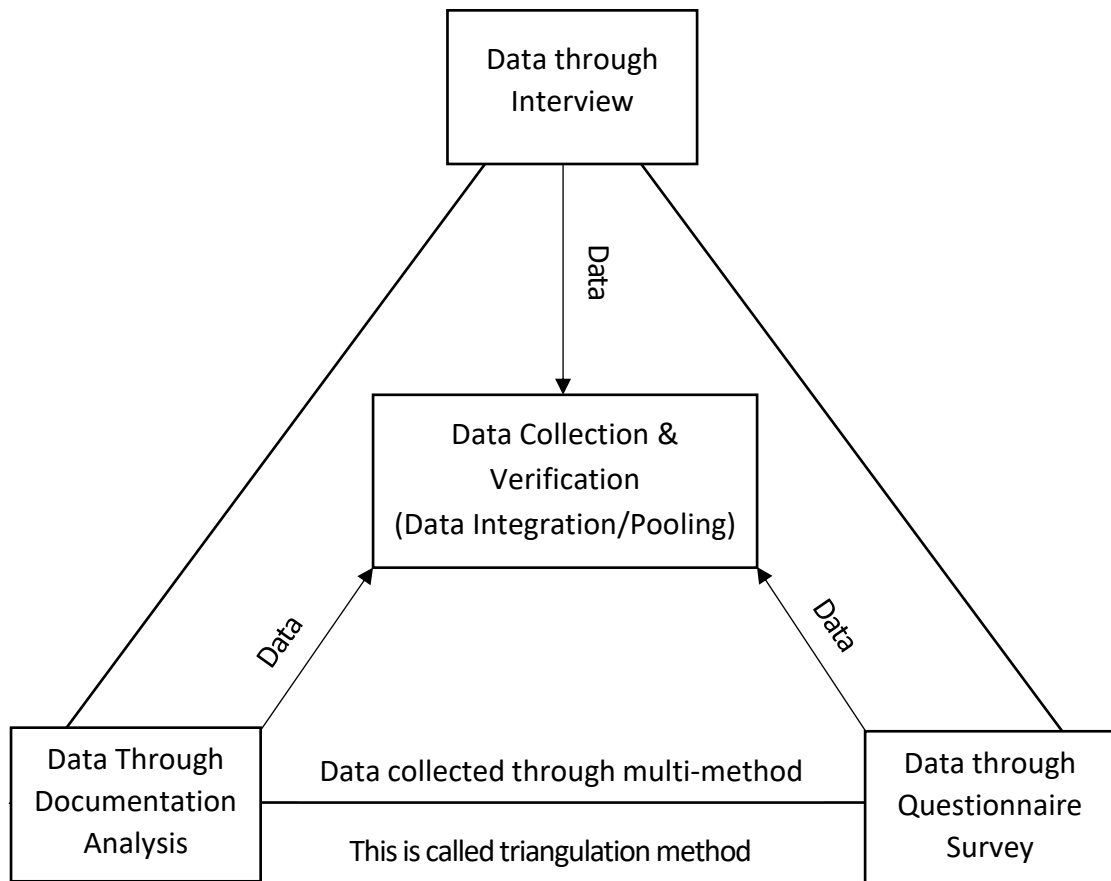 Data through
Interview
Data
Data Collection &
Verification
(Data Integration/Pooling)
Data
Data
Data Through
Documentation
Analysis
Data collected through multi-method
This is called triangulation method
Data through
Questionnaire
Survey